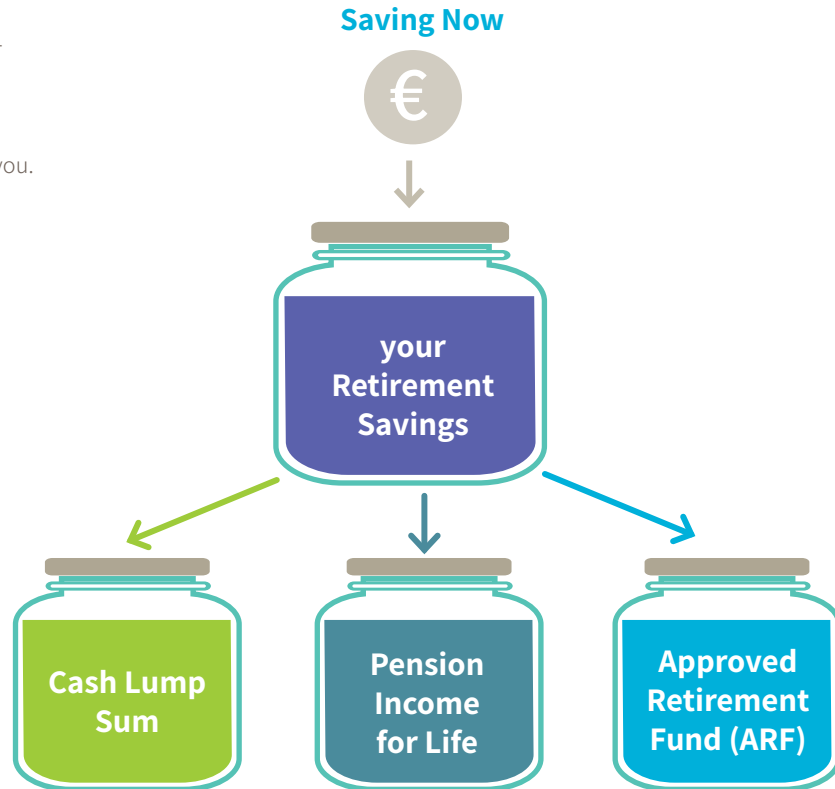 Saving Now
€
you.
your
Retirement
Savings
Cash Lump
Sum
Pension
Income
for Life
Approved
Retirement
Fund (ARF)